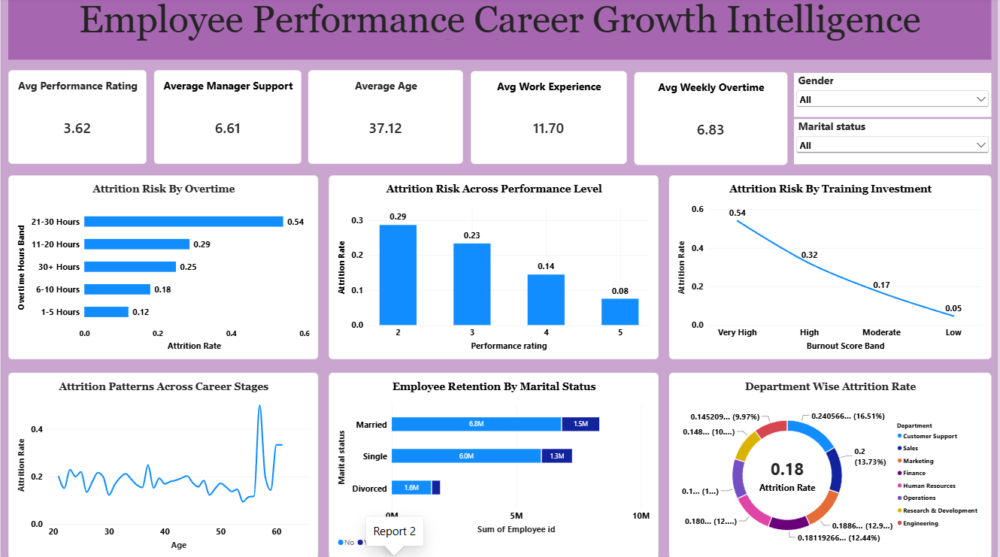 Employee Performance Career Growth Intelligence
Avg Performance Rating
3.62
Average Manager Support
6.61
Average Age
37.12
Avg Work Experience
11.70
Avg Weekly Overtime
6.83
Gender
All
Marital status
All
Attrition Risk By Overtime
Overtime Hours Band
21-30 Hours
0.54
11-20 Hours
0.29
30+ Hours
0.25
6-10 Hours
0.18
1-5 Hours
0.12
0.0 0.2 0.4 0.6
Attrition Rate
Attrition Risk Across Performance Level
Attrition Rate
0.3
0.2
0.1
0.0
0.29
0.23
0.14
0.08
2 3 4 5
Performance rating
Attrition Risk By Training Investment
Attrition Rate
0.6
0.4
0.2
0.0
0.54
0.32
0.17
0.05
Very High High Moderate Low
Burnout Score Band
Attrition Patterns Across Career Stages
Attrition Rate
0.4
0.2
0.0
20 30 40 50 60
Age
Employee Retention By Marital Status
Marital status
Married
6.8M 1.5M
Single
6.0M 1.3M
Divorced
1.6M
0M 5M 10M
Sum of Employee id
No
Report 2
Department Wise Attrition Rate
0.145209... (9.97%)
0.240566... (16.51%)
0.148... (10....)
0.2
(13.73%)
0.1... (1...)
0.180... (12....)
0.1886... (12.9...)
0.18119266... (12.44%)
0.18
Attrition Rate
Department
Customer Support
Sales
Marketing
Finance
Human Resources
Operations
Research & Development
Engineering